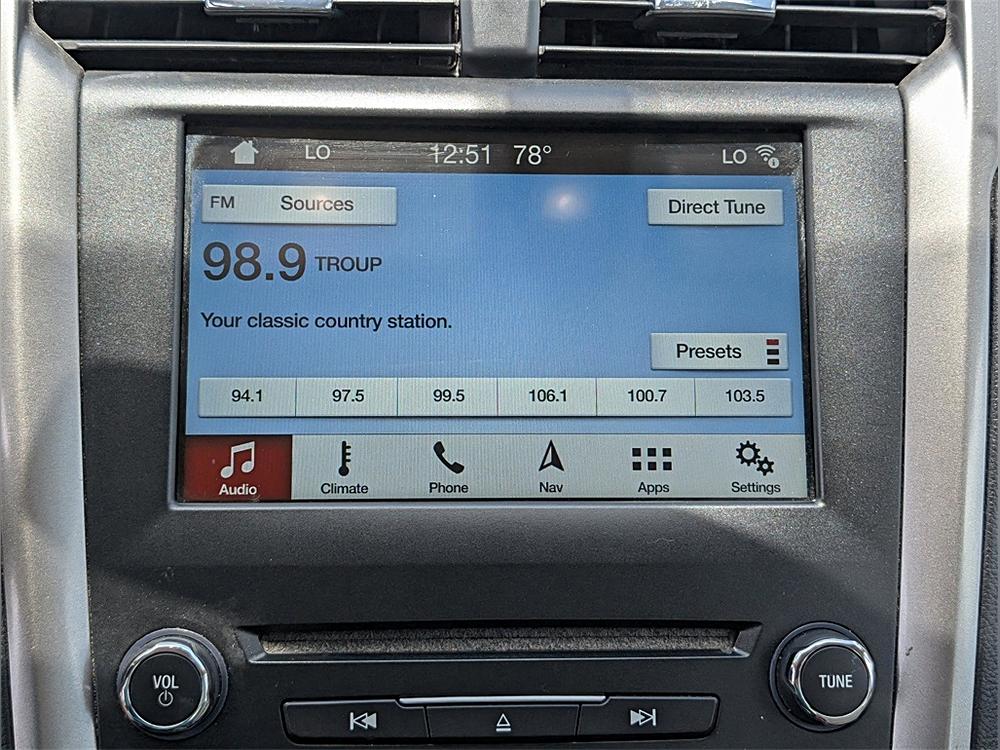 LO 12:51 78° LO
FM Sources
Direct Tune
98.9 TROUP
Your classic country station.
Presets
94.1 97.5 99.5 106.1 100.7 103.5
Audio Climate Phone Nav Apps Settings
VOL
TUNE